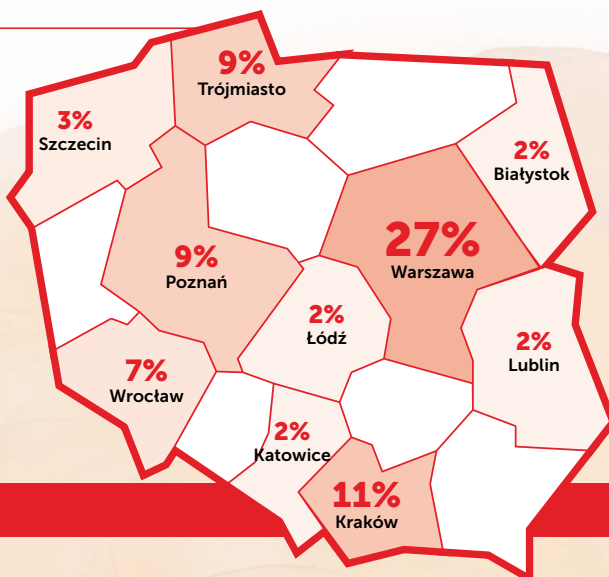 9%
Trójmiasto
3%
Szczecin
2%
Białystok
27%
Warszawa
9%
Poznań
2%
Łódź
2%
Lublin
7%
Wrocław
2%
Katowice
11%
Kraków